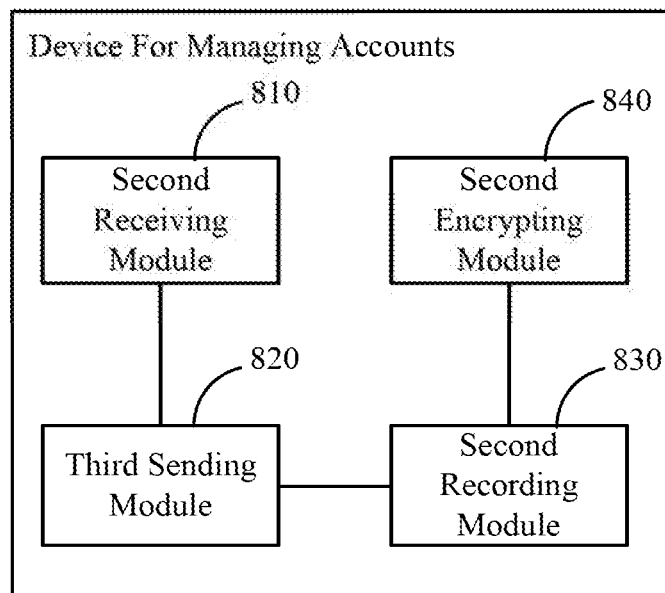 Device For Managing Accounts
810
840
Second
Receiving
Module
Second
Encrypting
Module
820
830
Third Sending
Module
Second
Recording
Module